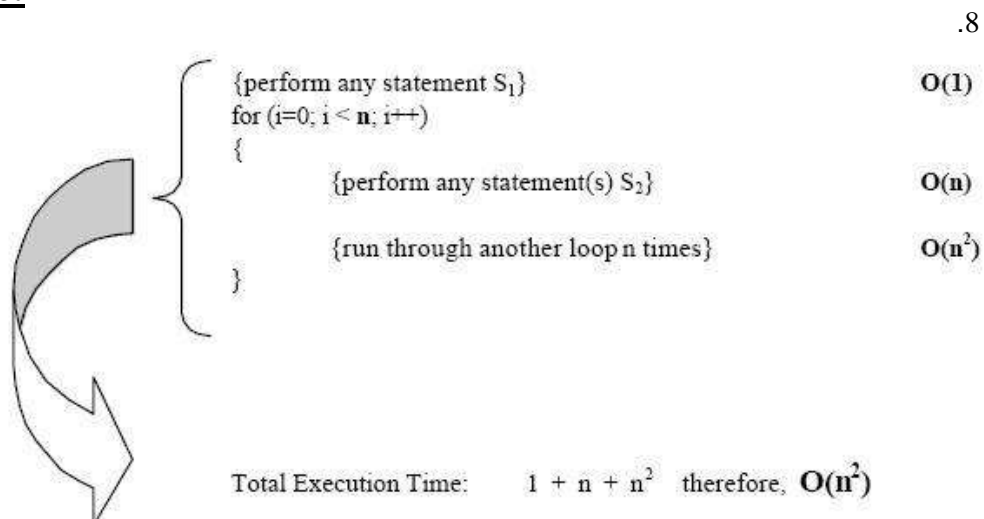 .8
{perform any statement S₁} O(1)
for (i=0; i < n; i++)
{
{perform any statement(s) S₂} O(n)
{run through another loop n times} O(n²)
}
Total Execution Time: 1 + n + n² therefore, O(n²)